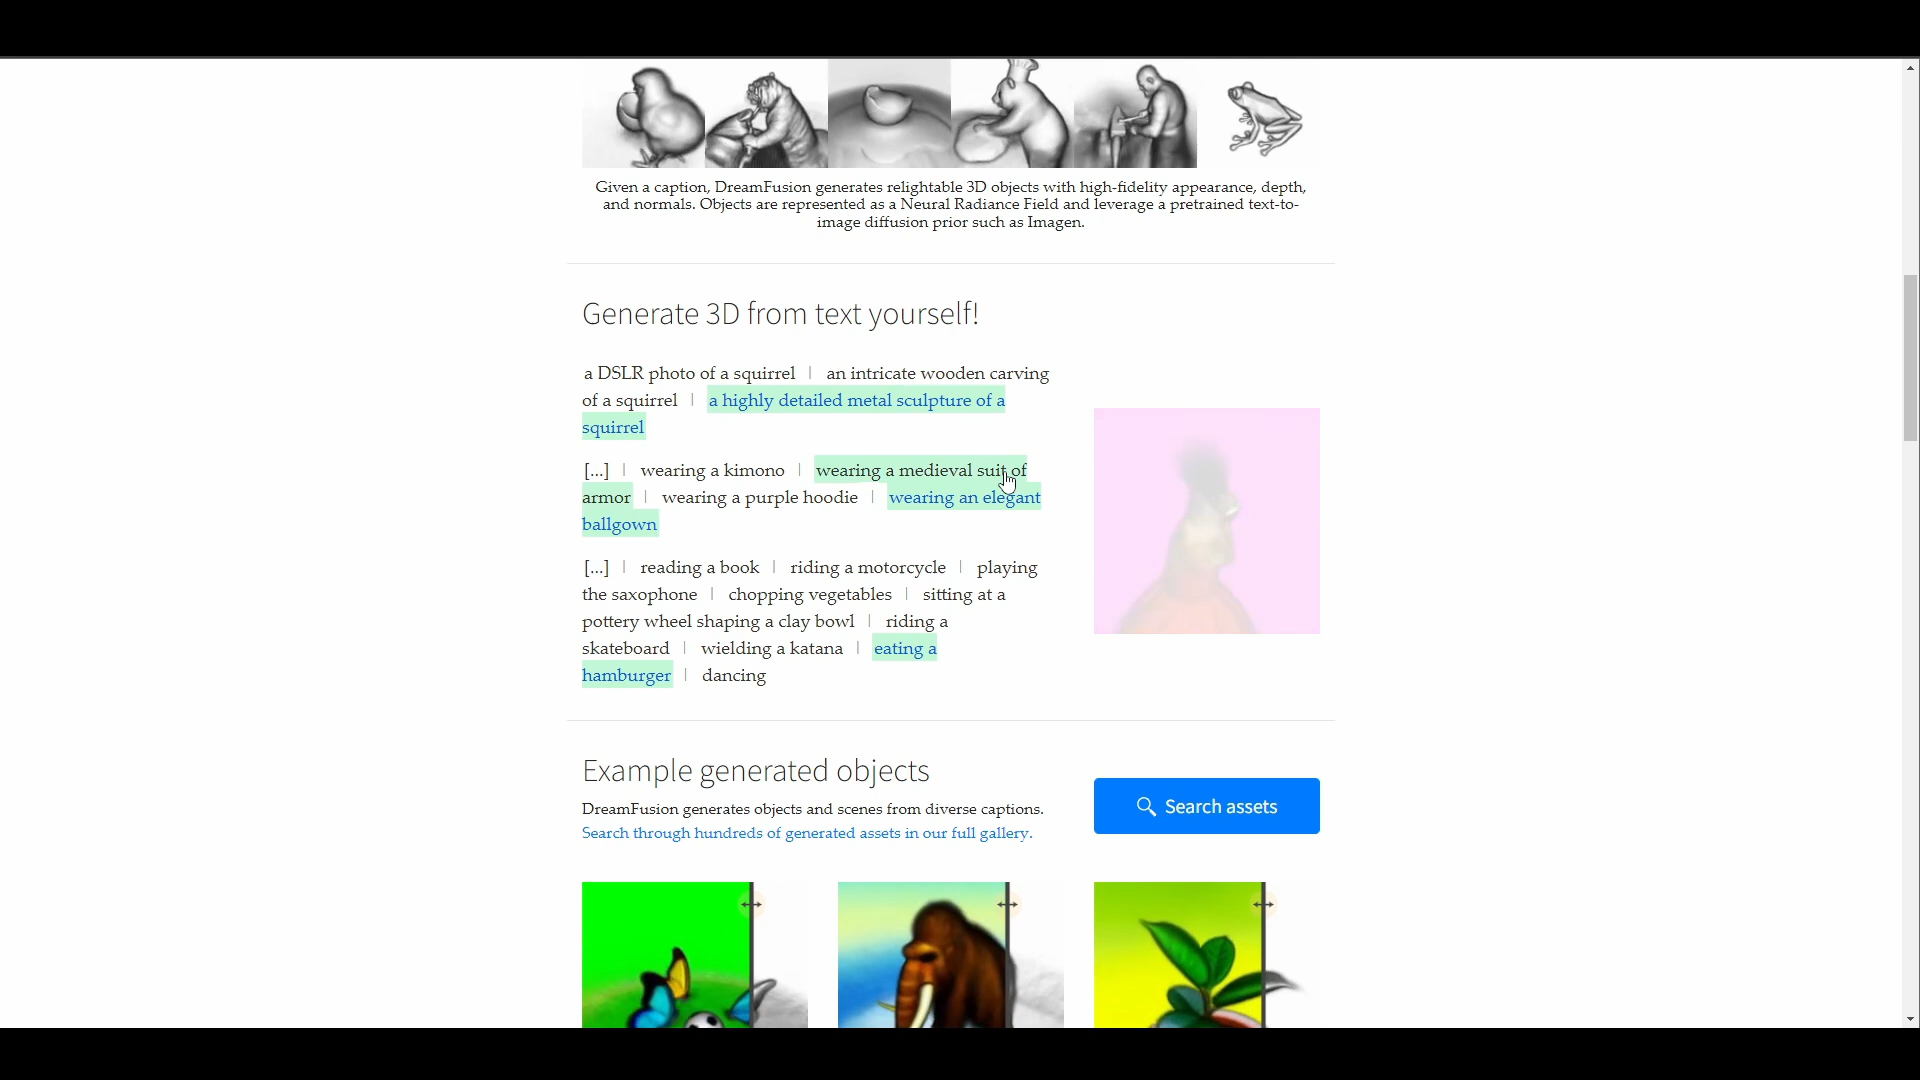 Given a caption, DreamFusion generates relightable 3D objects with high-fidelity appearance, depth,
and normals. Objects are represented as a Neural Radiance Field and leverage a pretrained text-to-
image diffusion prior such as Imagen.
Generate 3D from text yourself!
a DSLR photo of a squirrel | an intricate wooden carving
of a squirrel | a highly detailed metal sculpture of a
squirrel
[...] | wearing a kimono | wearing a medieval suit of
armor | wearing a purple hoodie | wearing an elegant
ballgown
[...] | reading a book | riding a motorcycle | playing
the saxophone | chopping vegetables | sitting at a
pottery wheel shaping a clay bowl | riding a
skateboard | wielding a katana | eating a
hamburger | dancing
Example generated objects
DreamFusion generates objects and scenes from diverse captions.
Search through hundreds of generated assets in our full gallery.
Search assets